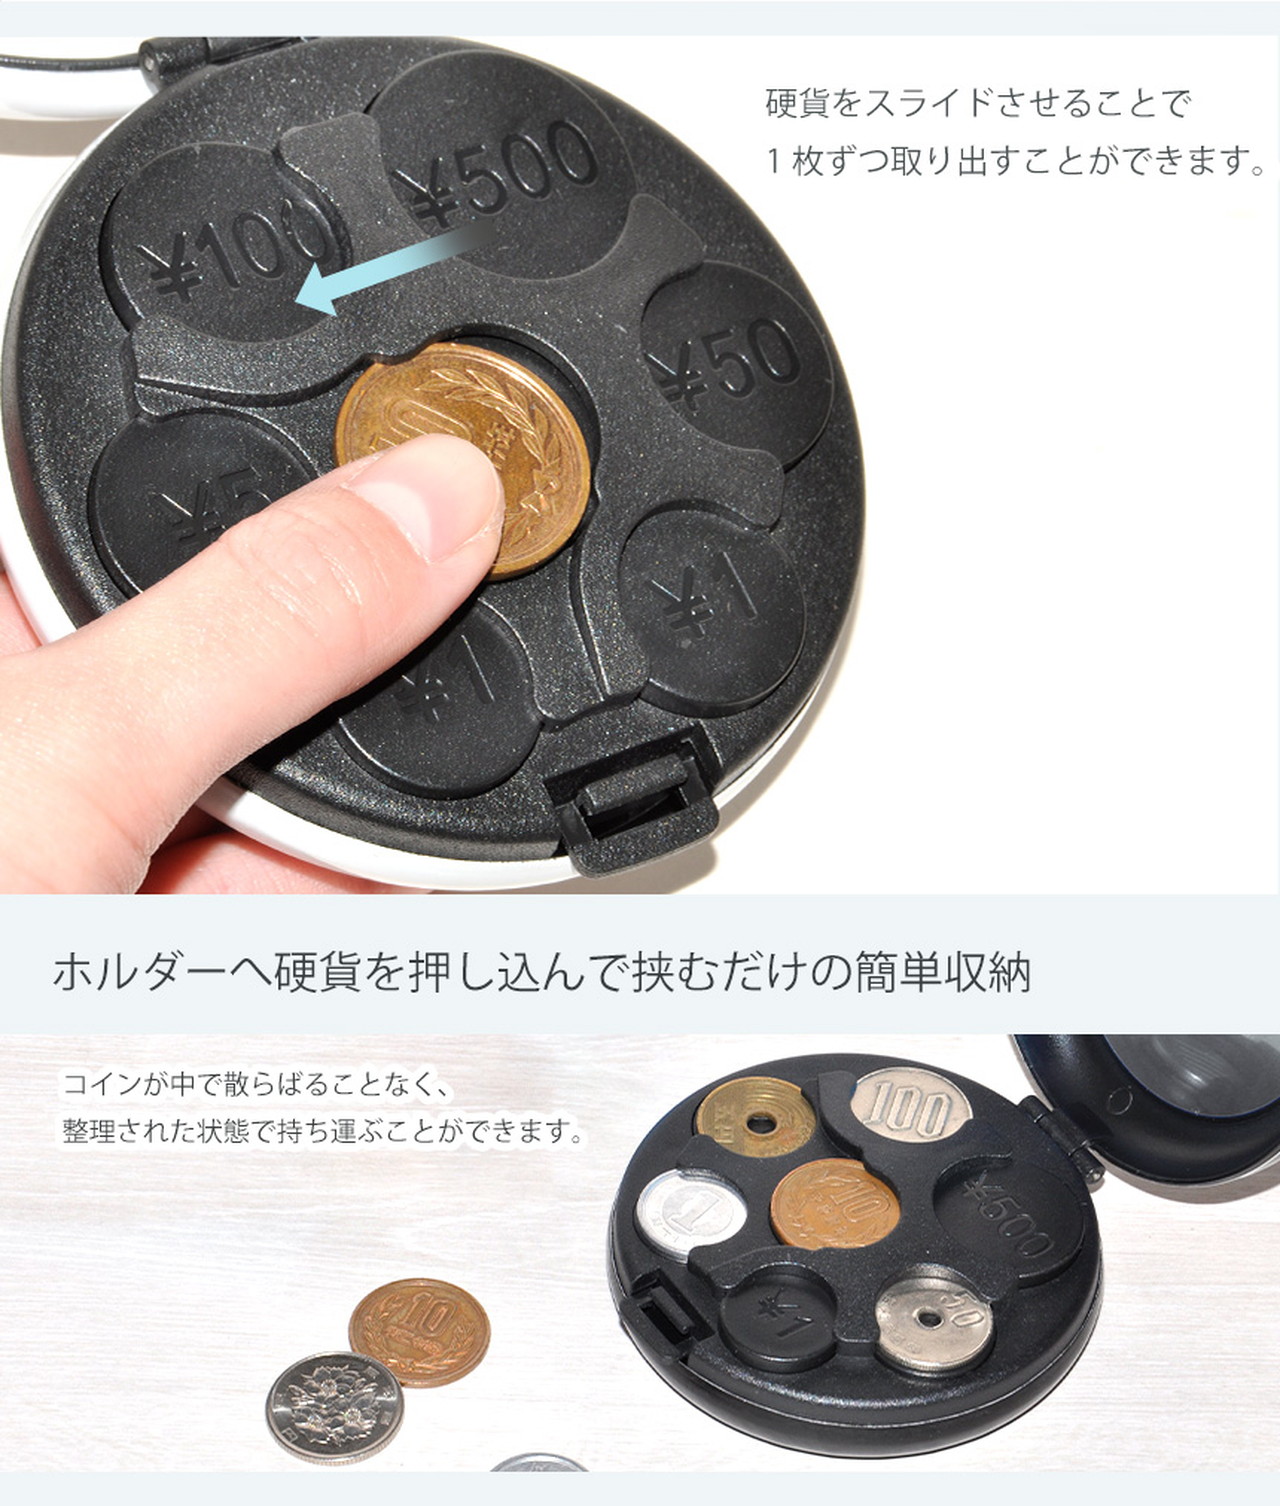 硬貨をスライドさせることで
1枚ずつ取り出すことができます。
¥500
¥100
¥50
10
¥5
¥1
¥1
ホルダーへ硬貨を押し込んで挟むだけの簡単収納
コインが中で散らばることなく、
整理された状態で持ち運ぶことができます。
100
1
10
¥500
¥1
50
10